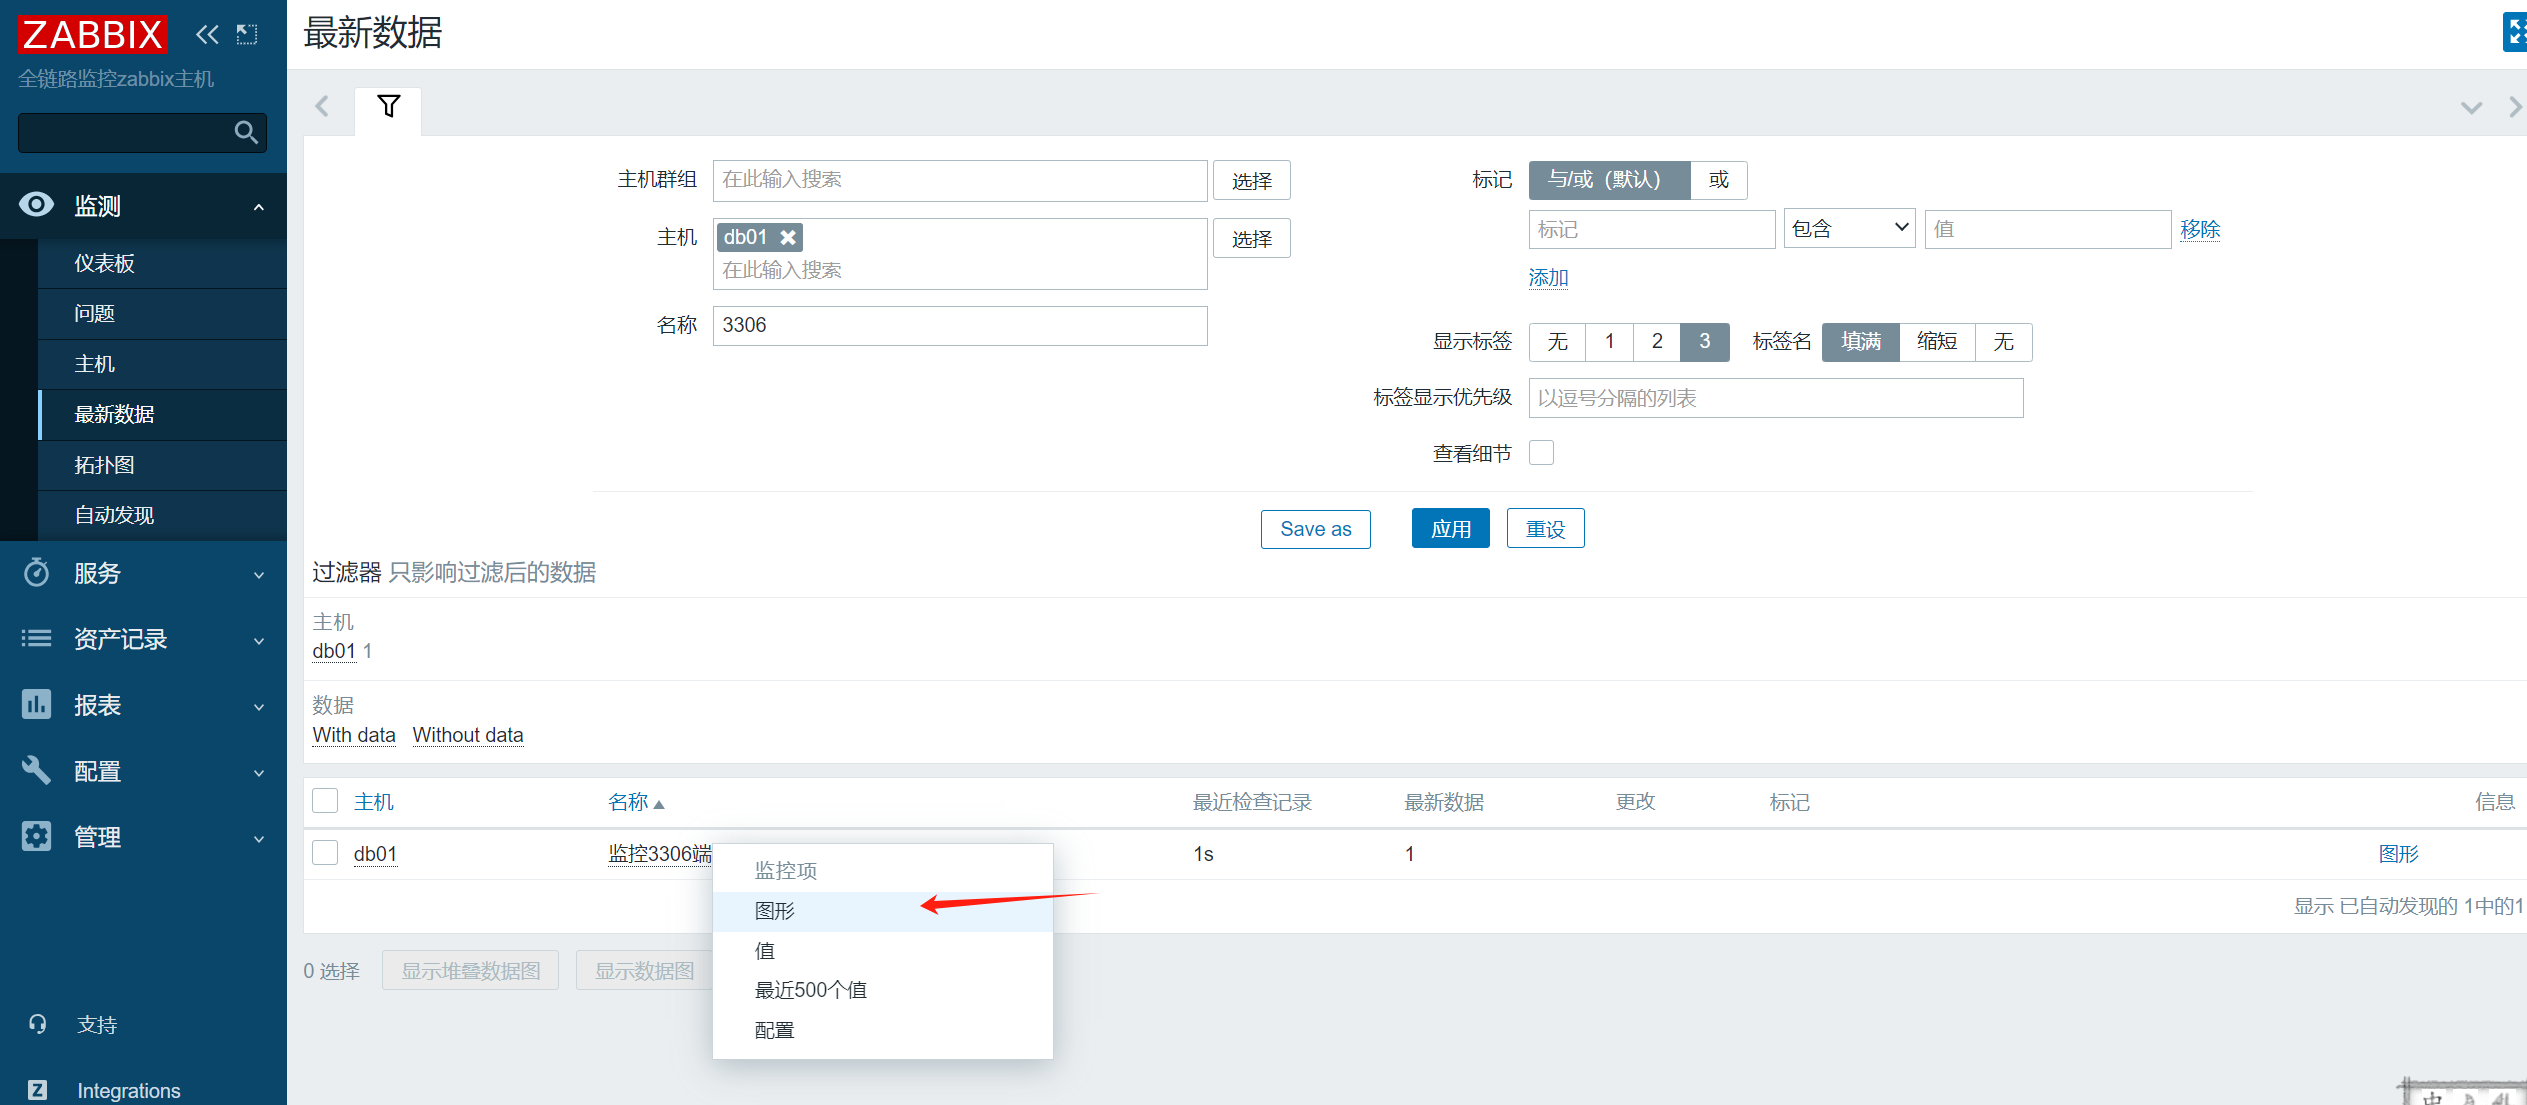 ZABBIX
全链路监控zabbix主机
监测
仪表板
问题
主机
最新数据
拓扑图
自动发现
服务
资产记录
报表
配置
管理
支持
Integrations
最新数据
主机群组 在此输入搜索 选择
主机 db01 选择
在此输入搜索
名称 3306
标记 与/或（默认） 或
标记 包含 值 移除
添加
显示标签 无 1 2 3 标签名 填满 缩短 无
标签显示优先级 以逗号分隔的列表
查看细节
Save as 应用 重设
过滤器 只影响过滤后的数据
主机
db01 1
数据
With data Without data
主机 名称 最近检查记录 最新数据 更改 标记 信息
db01 监控3306端 1s 1 图形
监控项
图形
值
最近500个值
配置
显示 已自动发现的 1中的1
0 选择 显示堆叠数据图 显示数据图